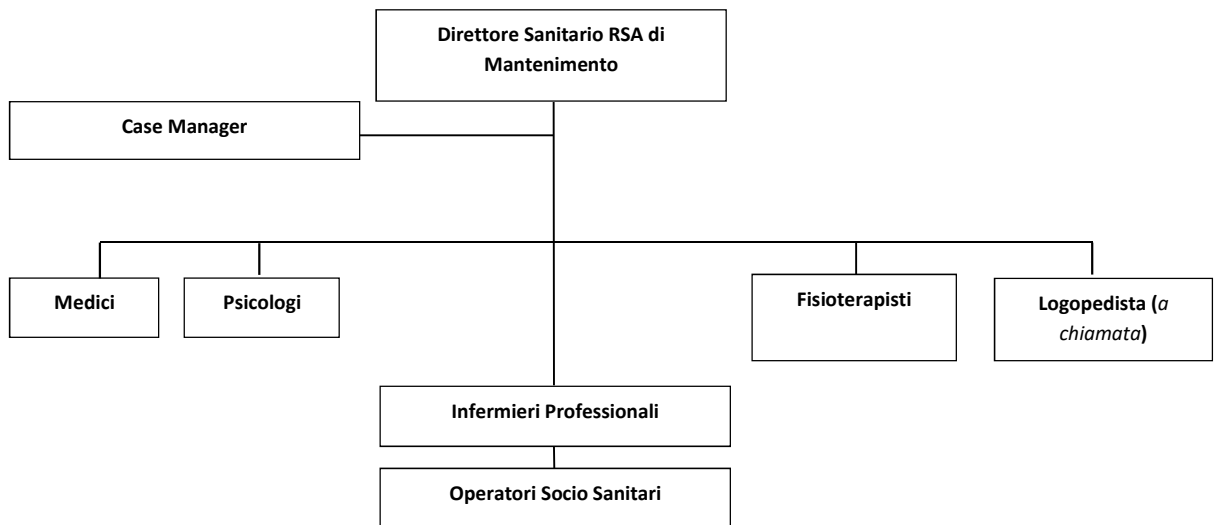 Direttore Sanitario RSA di
Mantenimento
Case Manager
Medici
Psicologi
Fisioterapisti
Logopedista (a
chiamata)
Infermieri Professionali
Operatori Socio Sanitari